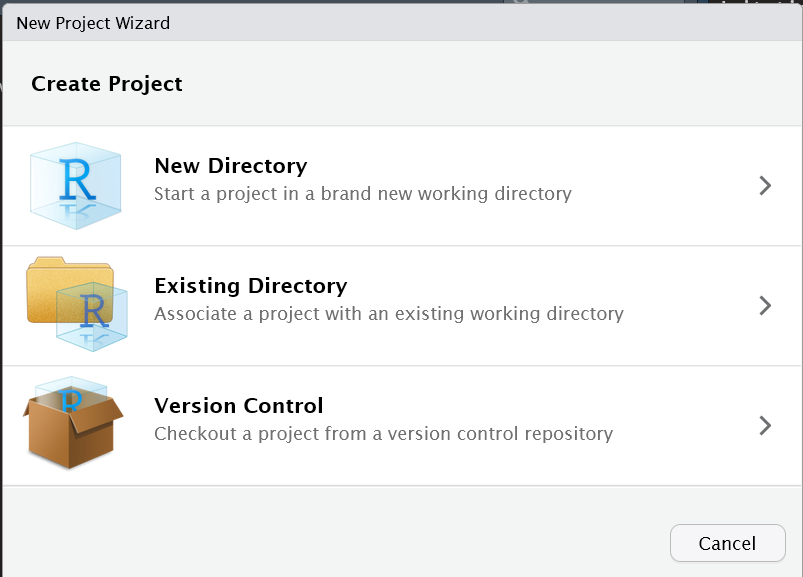 New Project Wizard
Create Project
R
New Directory
Start a project in a brand new working directory
R
Existing Directory
Associate a project with an existing working directory
R
Version Control
Checkout a project from a version control repository
Cancel